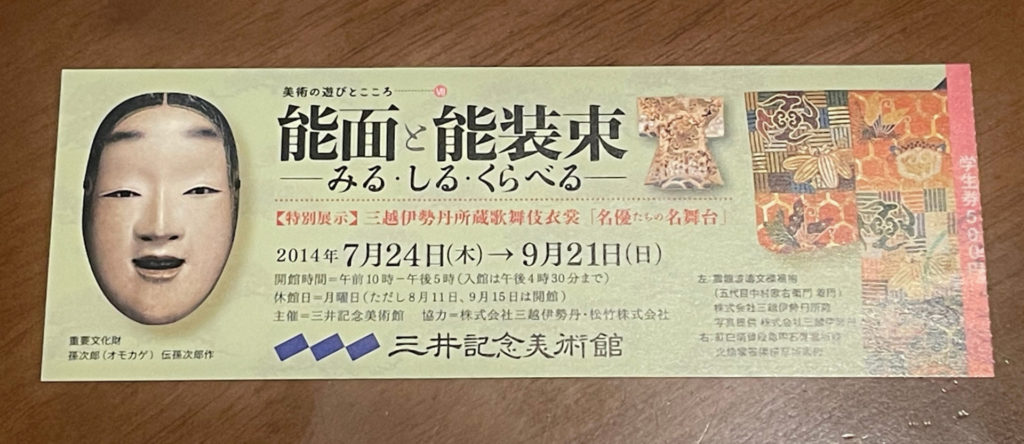 美術の遊びとこころ………Ⅶ
能面と能装束
―みる・しる・くらべる―
【特別展示】三越伊勢丹所蔵歌舞伎衣裳「名優たちの名舞台」
2014年7月24日(木)→9月21日(日)
開館時間=午前10時−午後5時(入館は午後4時30分まで)
休館日=月曜日(ただし8月11日、9月15日は開館)
主催=三井記念美術館 協力=株式会社三越伊勢丹・松竹株式会社
三井記念美術館
重要文化財
孫次郎(オモカゲ) 伝孫次郎作
(五代目中村歌右衛門 着用)
株式会社三越伊勢丹所蔵
写真提供 株式会社三越伊勢丹
学生券500円